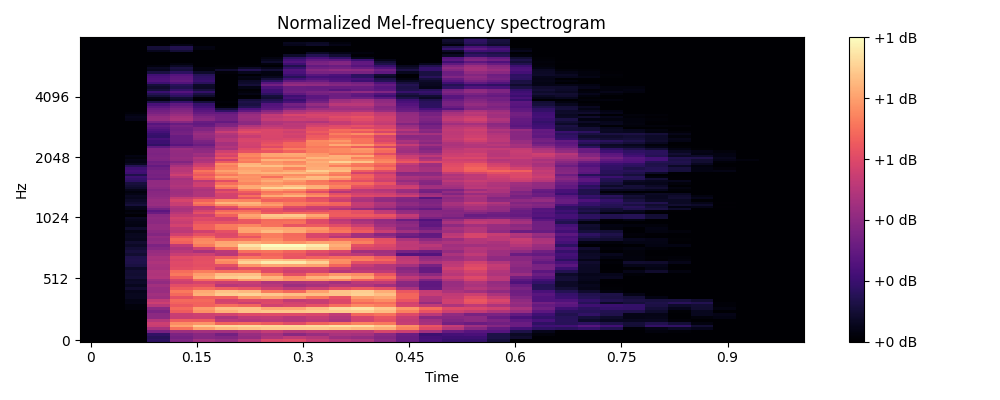 Normalized Mel-frequency spectrogram
+1 dB
4096
+1 dB
2048
+1 dB
Hz
1024
+0 dB
512
+0 dB
0
+0 dB
0 0.15 0.3 0.45 0.6 0.75 0.9
Time